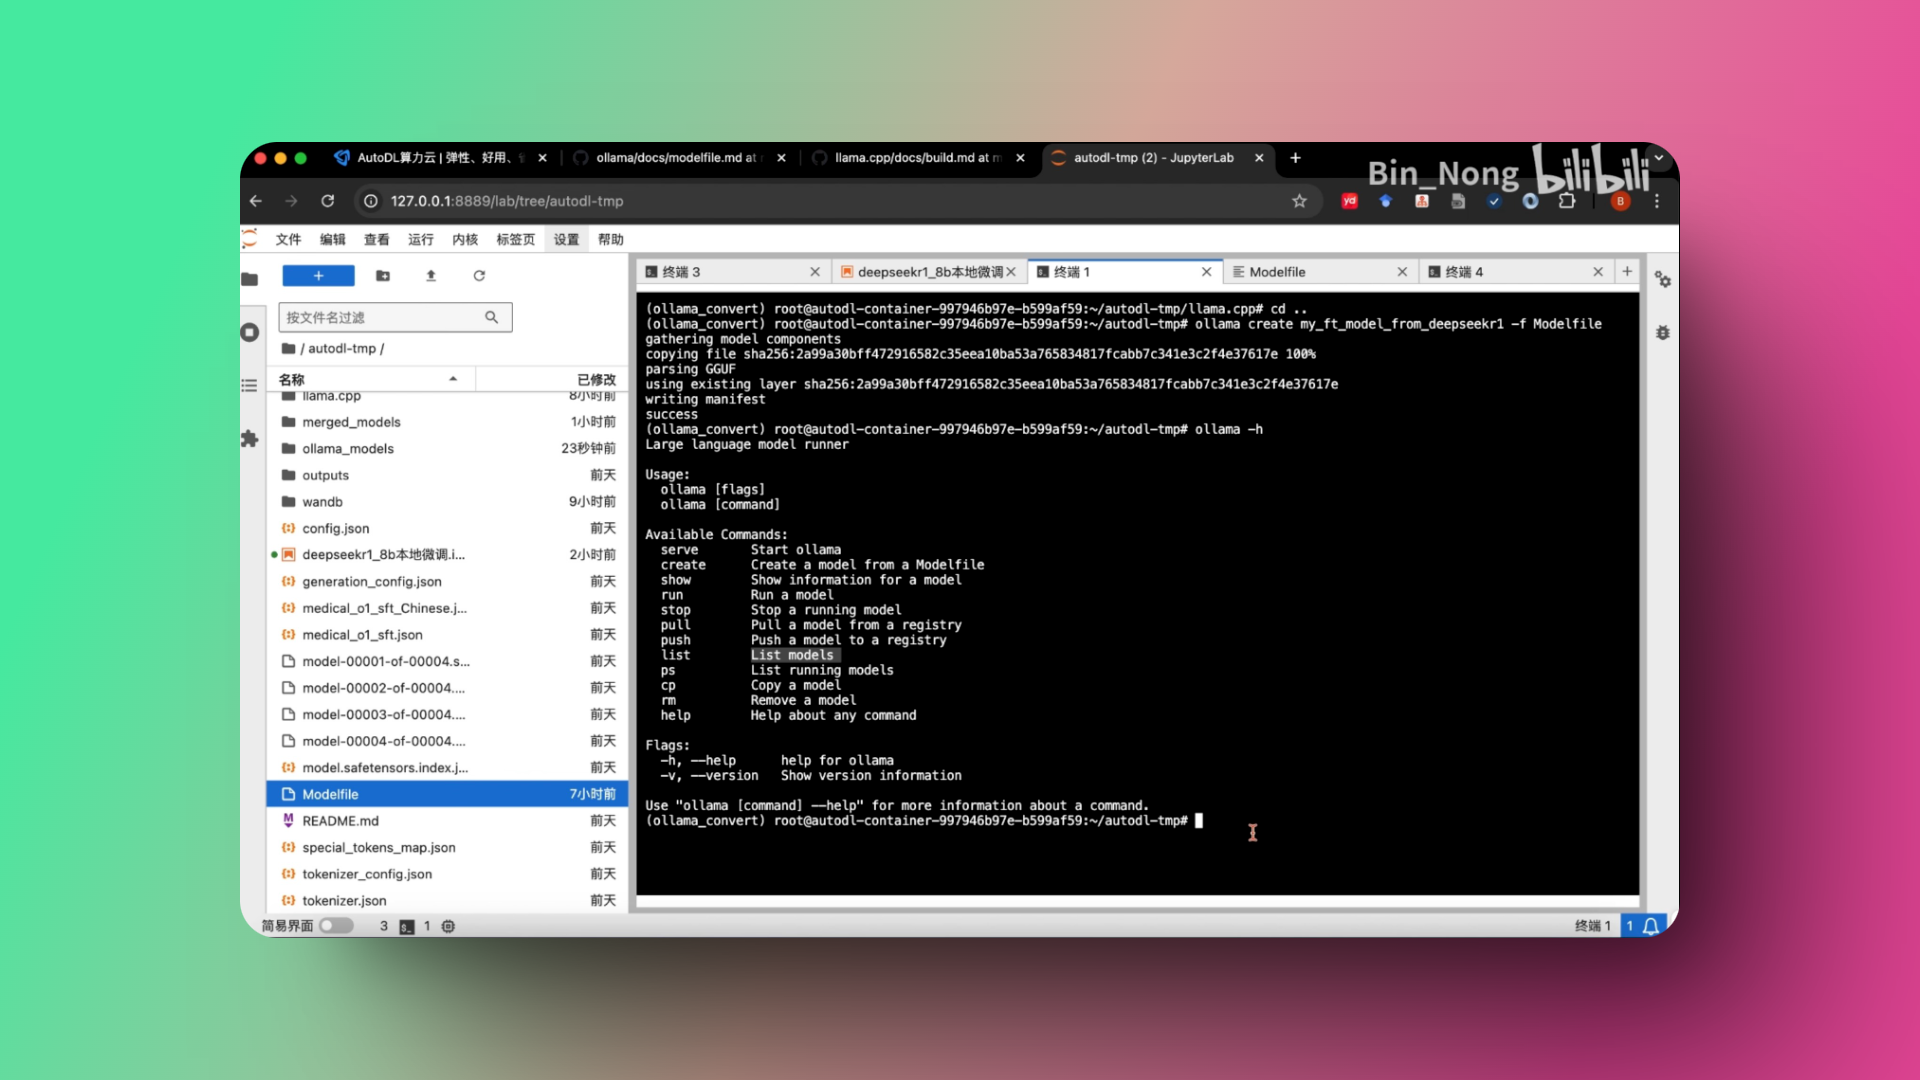 AutoDL算力云 | 弹性、好用、
ollama/docs/modelfile.md at
llama.cpp/docs/build.md at m
autodl-tmp (2) - JupyterLab
Bin_Nong bilibili
127.0.0.1:8889/lab/tree/autodl-tmp
yd
B
文件 编辑 查看 运行 内核 标签页 设置 帮助
终端 3
deepseekr1_8b本地微调
终端 1
Modelfile
终端 4
按文件名过滤
/ autodl-tmp /
名称 已修改
llama.cpp 8小时前
merged_models 1小时前
ollama_models 23秒钟前
outputs 前天
wandb 9小时前
config.json 前天
deepseekr1_8b本地微调.i... 2小时前
generation_config.json 前天
medical_o1_sft_Chinese.j... 前天
medical_o1_sft.json 前天
model-00001-of-00004.s... 前天
model-00002-of-00004.... 前天
model-00003-of-00004.... 前天
model-00004-of-00004.... 前天
model.safetensors.index.j... 前天
Modelfile 7小时前
README.md 前天
special_tokens_map.json 前天
tokenizer_config.json 前天
tokenizer.json 前天
(ollama_convert) root@autodl-container-997946b97e-b599af59:~/autodl-tmp/llama.cpp# cd ..
(ollama_convert) root@autodl-container-997946b97e-b599af59:~/autodl-tmp# ollama create my_ft_model_from_deepseekr1 -f Modelfile
gathering model components
copying file sha256:2a99a30bff472916582c35eea10ba53a765834817fcabb7c341e3c2f4e37617e 100%
parsing GGUF
using existing layer sha256:2a99a30bff472916582c35eea10ba53a765834817fcabb7c341e3c2f4e37617e
writing manifest
success
(ollama_convert) root@autodl-container-997946b97e-b599af59:~/autodl-tmp# ollama -h
Large language model runner
Usage:
ollama [flags]
ollama [command]
Available Commands:
serve Start ollama
create Create a model from a Modelfile
show Show information for a model
run Run a model
stop Stop a running model
pull Pull a model from a registry
push Push a model to a registry
list List models
ps List running models
cp Copy a model
rm Remove a model
help Help about any command
Flags:
-h, --help help for ollama
-v, --version Show version information
Use "ollama [command] --help" for more information about a command.
(ollama_convert) root@autodl-container-997946b97e-b599af59:~/autodl-tmp#
简易界面 3 1
终端 1 1